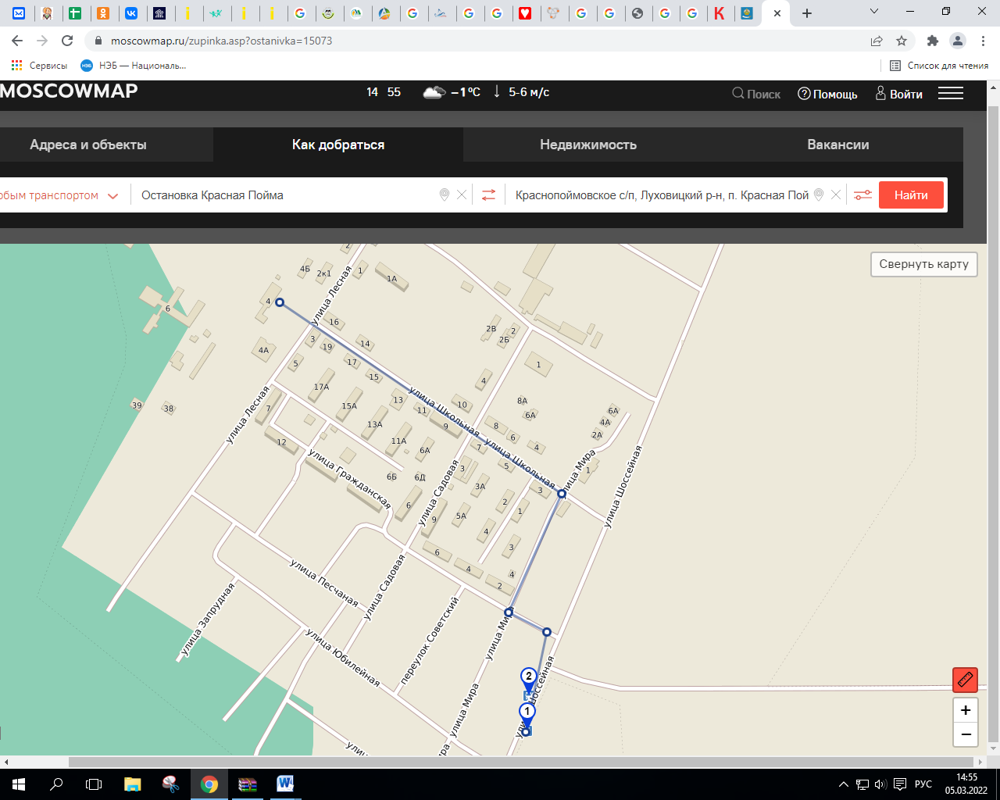 moscowmap.ru/zupinka.asp?ostanivka=15073
Сервисы
НЭБ — Националь...
Список для чтения
MOSCOWMAP
14 55
–1°C
5-6 м/с
Поиск
Помощь
Войти
Адреса и объекты
Как добраться
Недвижимость
Вакансии
обым транспортом
Остановка Красная Пойма
Краснопоймовское с/п, Луховицкий р-н, п. Красная Пой
Найти
Свернуть карту
2
4Б
2к1
1
1А
улица Лесная
4
6
16
2В
2Б
2
3
19
14
4А
5
17
15
1
17А
4
улица Лесная
7
15А
13
11
10
8А
6А
39
38
улица Школьная
13А
9
8
6
6А
4А
2А
12
11А
6А
7
4
улица Школьная
улица Мира
улица Гражданская
6Б
6Д
3
5
1
3А
3
улица Шоссейная
улица Садовая
6
9
5А
2
1
4
3
6
4
4
2
улица Песчаная
улица Садовая
улица Запрудная
переулок Советский
улица Мира
улица Юбилейная
2
1
улица Шоссейная
улица Мира
+
−
W
РУС
14:55
05.03.2022